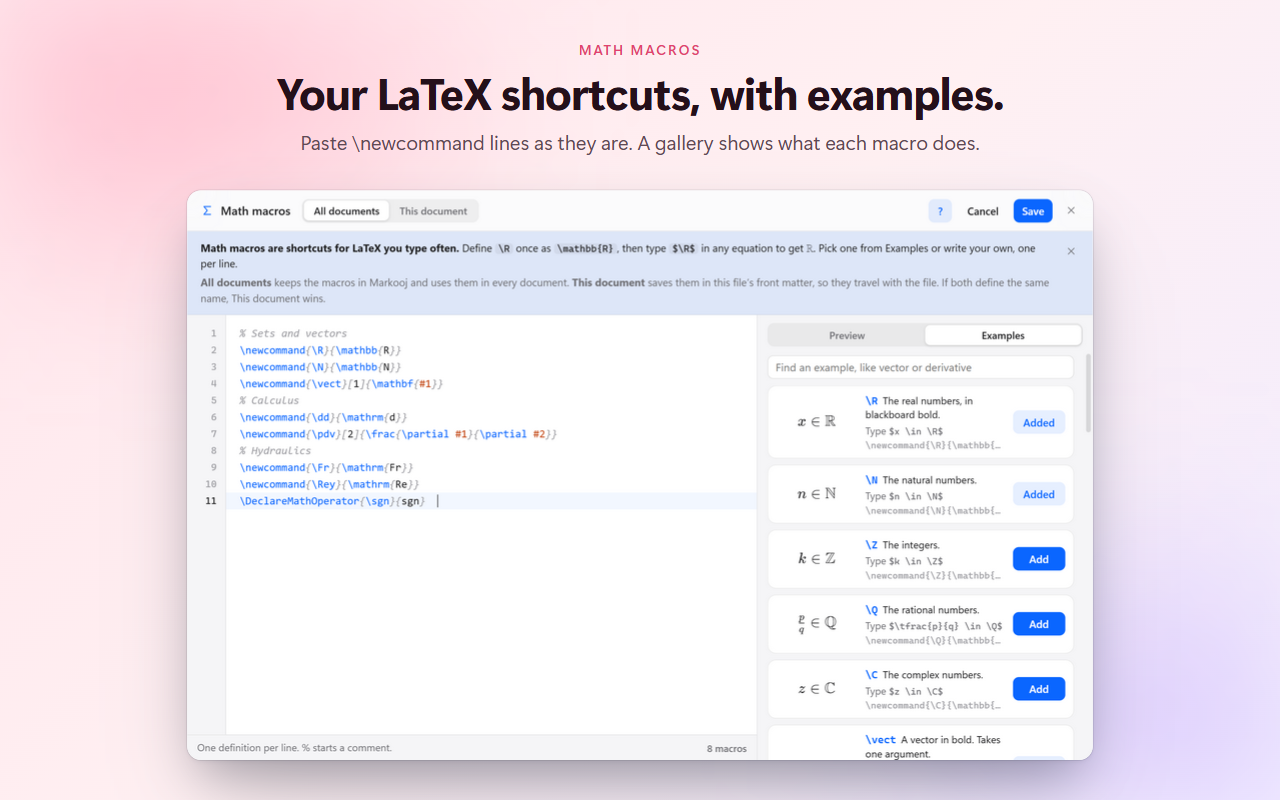 MATH MACROS
Your LaTeX shortcuts, with examples.
Paste \newcommand lines as they are. A gallery shows what each macro does.
Σ Math macros All documents This document ? Cancel Save ×
Math macros are shortcuts for LaTeX you type often. Define \R once as \mathbb{R}, then type $\R$ in any equation to get ℝ. Pick one from Examples or write your own, one
per line.
All documents keeps the macros in Markooj and uses them in every document. This document saves them in this file's front matter, so they travel with the file. If both define the same
name, This document wins.
1 % Sets and vectors
2 \newcommand{\R}{\mathbb{R}}
3 \newcommand{\N}{\mathbb{N}}
4 \newcommand{\vect}[1]{\mathbf{#1}}
5 % Calculus
6 \newcommand{\dd}{\mathrm{d}}
7 \newcommand{\pdv}[2]{\frac{\partial #1}{\partial #2}}
8 % Hydraulics
9 \newcommand{\Fr}{\mathrm{Fr}}
10 \newcommand{\Rey}{\mathrm{Re}}
11 \DeclareMathOperator{\sgn}{sgn}
One definition per line. % starts a comment. 8 macros
Preview Examples
Find an example, like vector or derivative
x ∈ ℝ
\R The real numbers, in
blackboard bold.
Type $x \in \R$
\newcommand{\R}{\mathbb{…
Added
n ∈ ℕ
\N The natural numbers.
Type $n \in \N$
\newcommand{\N}{\mathbb{…
Added
k ∈ ℤ
\Z The integers.
Type $k \in \Z$
\newcommand{\Z}{\mathbb{…
Add
p/q ∈ ℚ
\Q The rational numbers.
Type $\tfrac{p}{q} \in \Q$
\newcommand{\Q}{\mathbb{…
Add
z ∈ ℂ
\C The complex numbers.
Type $z \in \C$
\newcommand{\C}{\mathbb{…
Add
\vect A vector in bold. Takes
one argument.